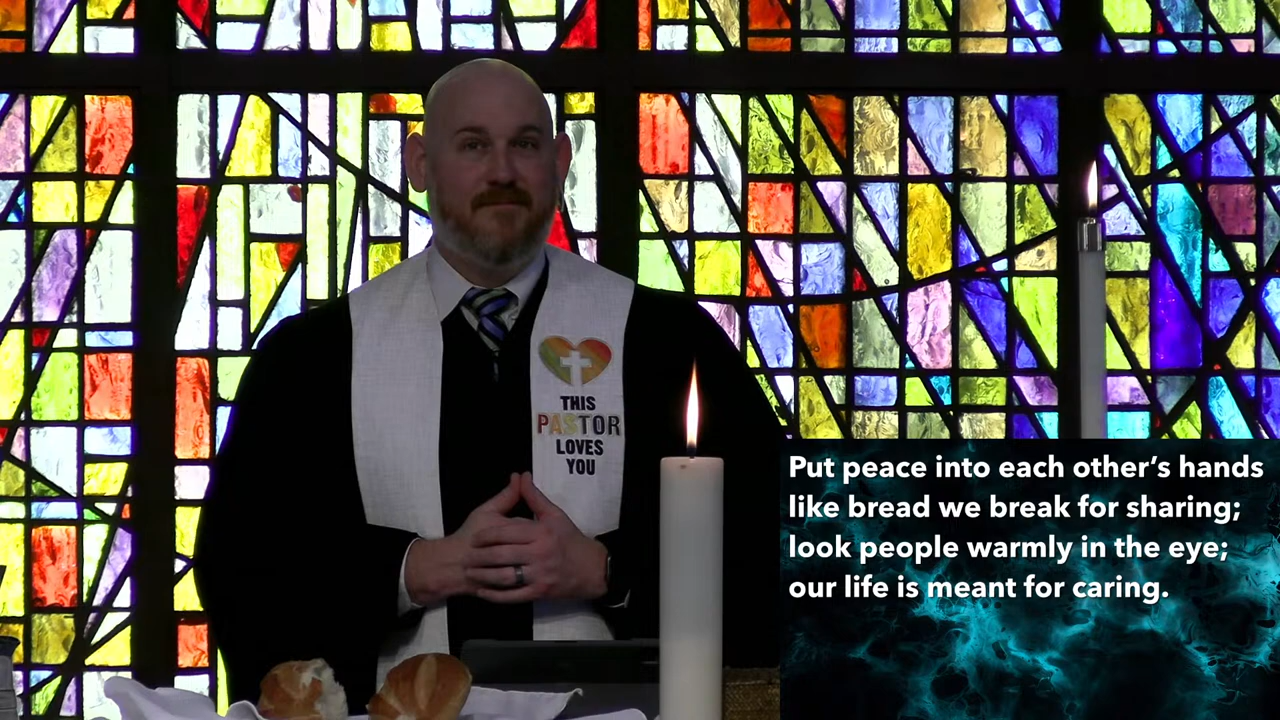 THIS
PASTOR
LOVES
YOU
Put peace into each other's hands
like bread we break for sharing;
look people warmly in the eye;
our life is meant for caring.